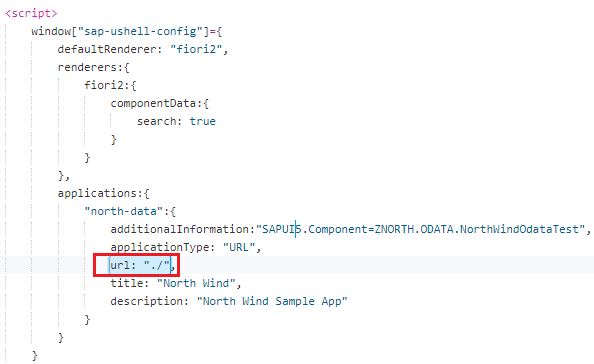 <script>
window["sap-ushell-config"]={
defaultRenderer: "fiori2",
renderers:{
fiori2:{
componentData:{
search: true
}
}
},
applications:{
"north-data":{
additionalInformation:"SAPUI5.Component=ZNORTH.ODATA.NorthWindOdataTest",
applicationType: "URL",
url: "./",
title: "North Wind",
description: "North Wind Sample App"
}
}
}